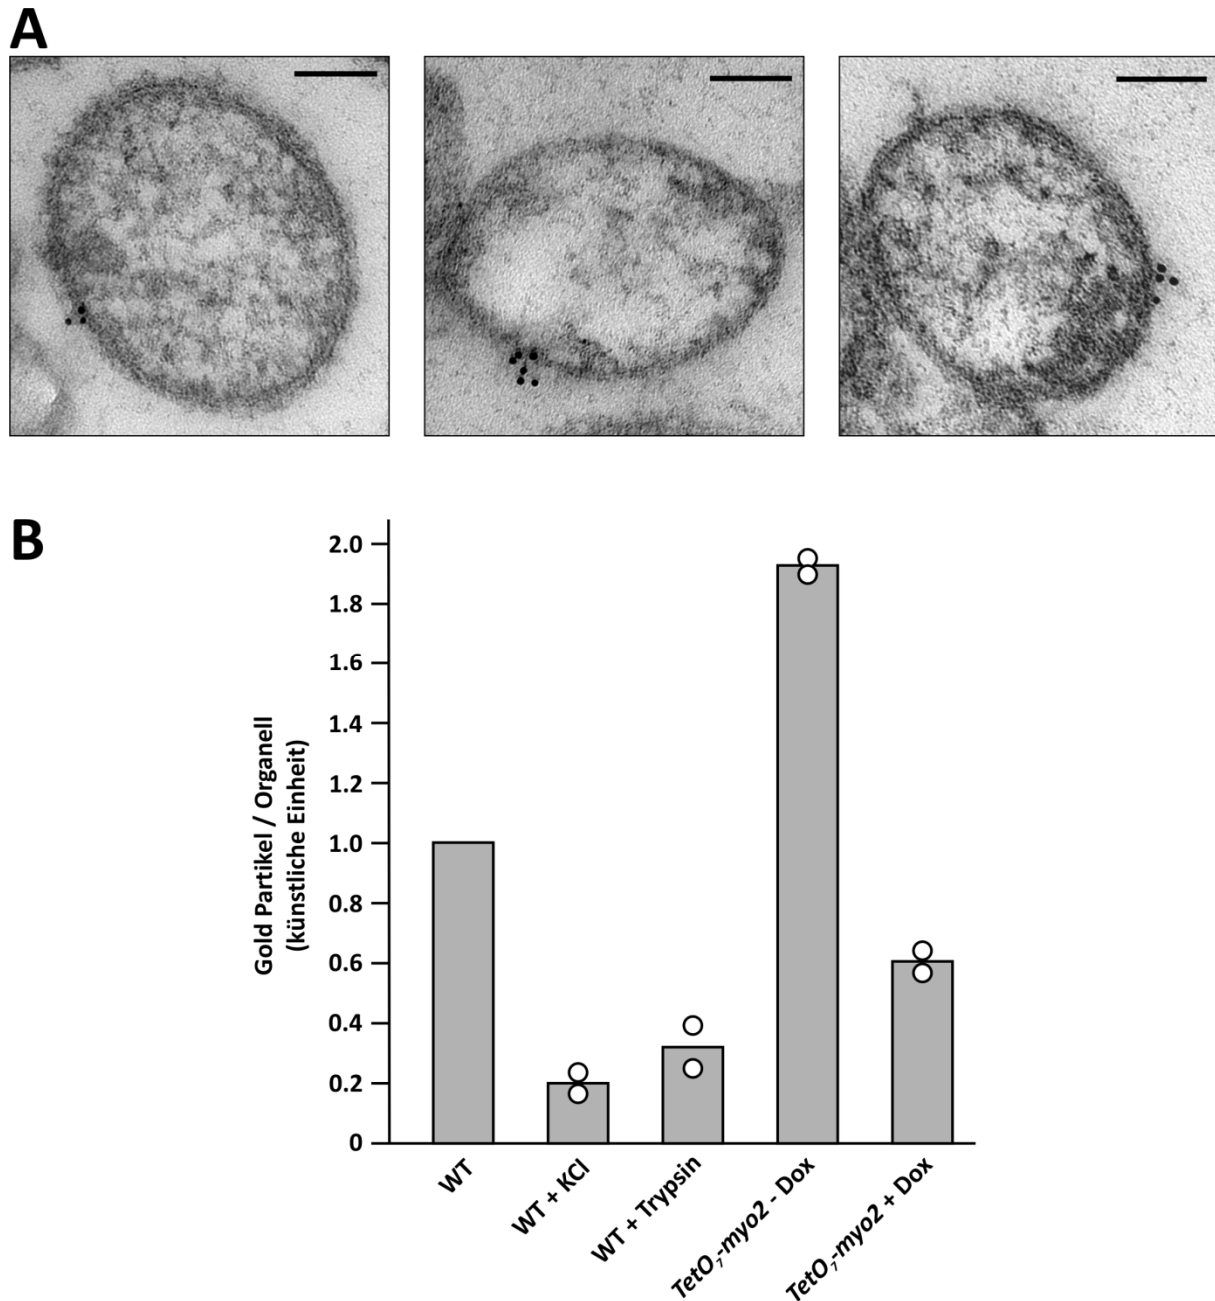 A
B
2.0
1.8
1.6
1.4
1.2
1.0
0.8
0.6
0.4
0.2
0
Gold Partikel / Organell
(künstliche Einheit)
WT
WT + KCl
WT + Trypsin
TetO₇-myo2 - Dox
TetO₇-myo2 + Dox